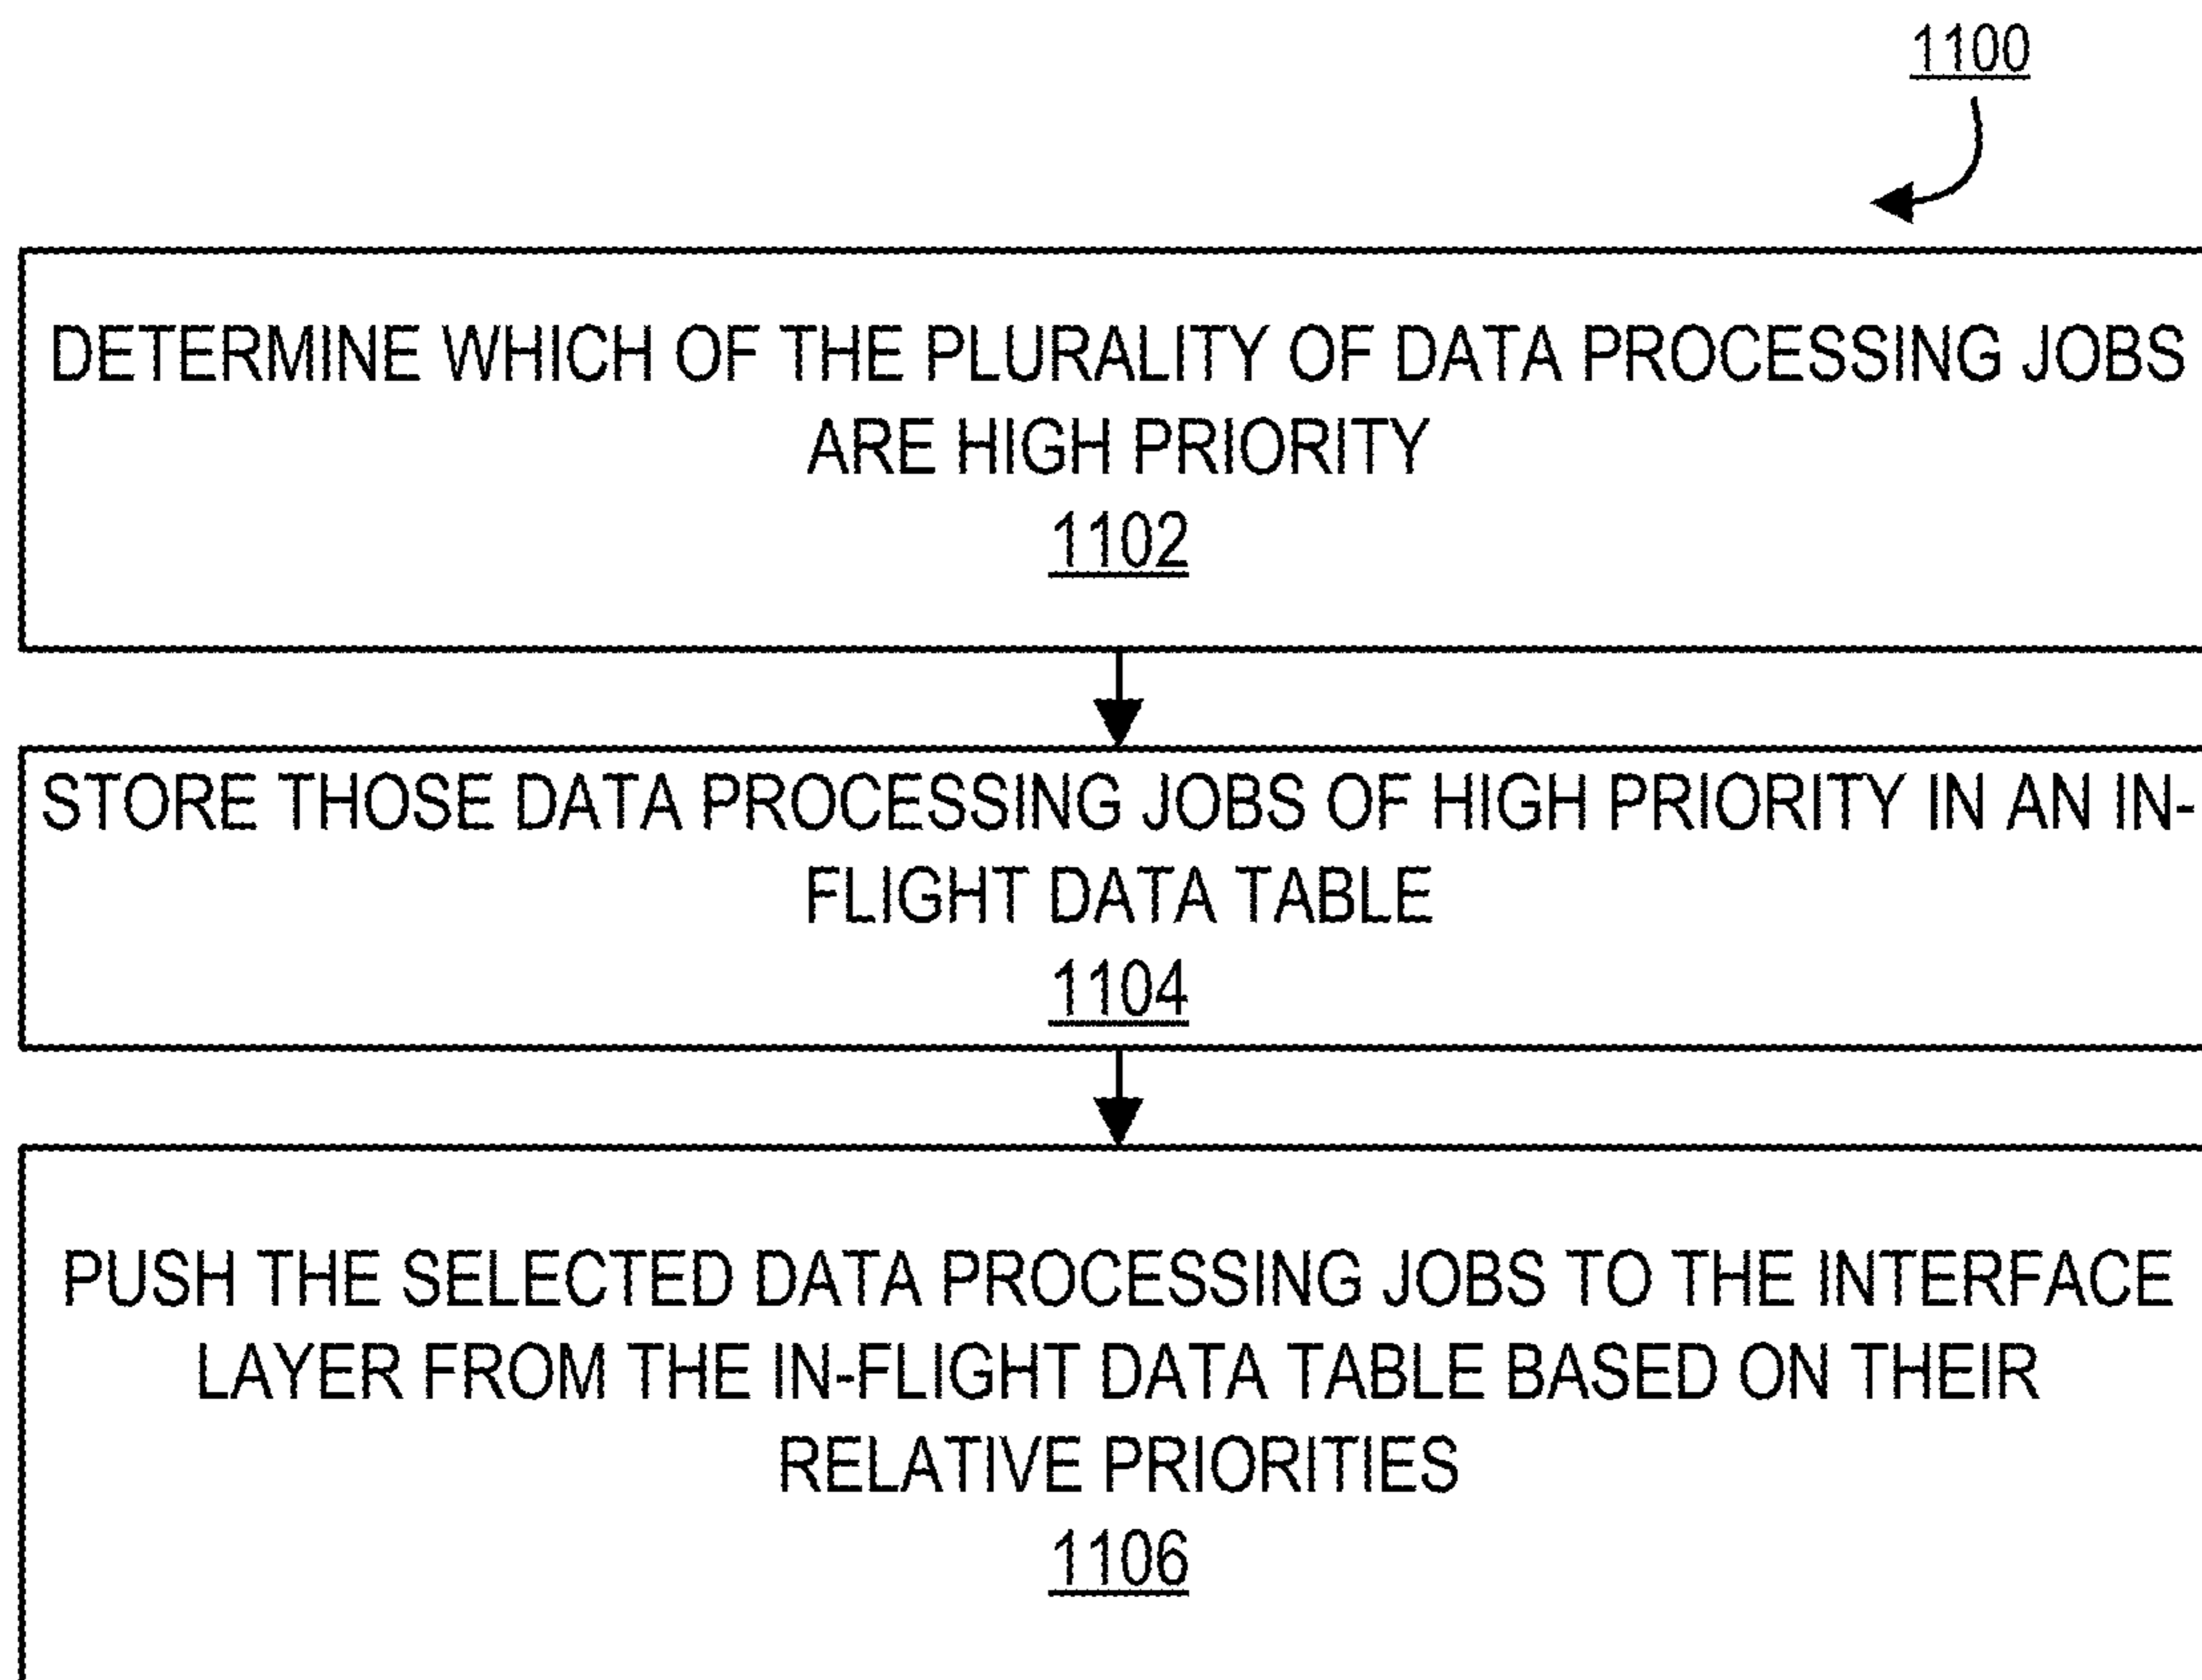 1100
DETERMINE WHICH OF THE PLURALITY OF DATA PROCESSING JOBS
ARE HIGH PRIORITY
1102
STORE THOSE DATA PROCESSING JOBS OF HIGH PRIORITY IN AN IN-
FLIGHT DATA TABLE
1104
PUSH THE SELECTED DATA PROCESSING JOBS TO THE INTERFACE
LAYER FROM THE IN-FLIGHT DATA TABLE BASED ON THEIR
RELATIVE PRIORITIES
1106